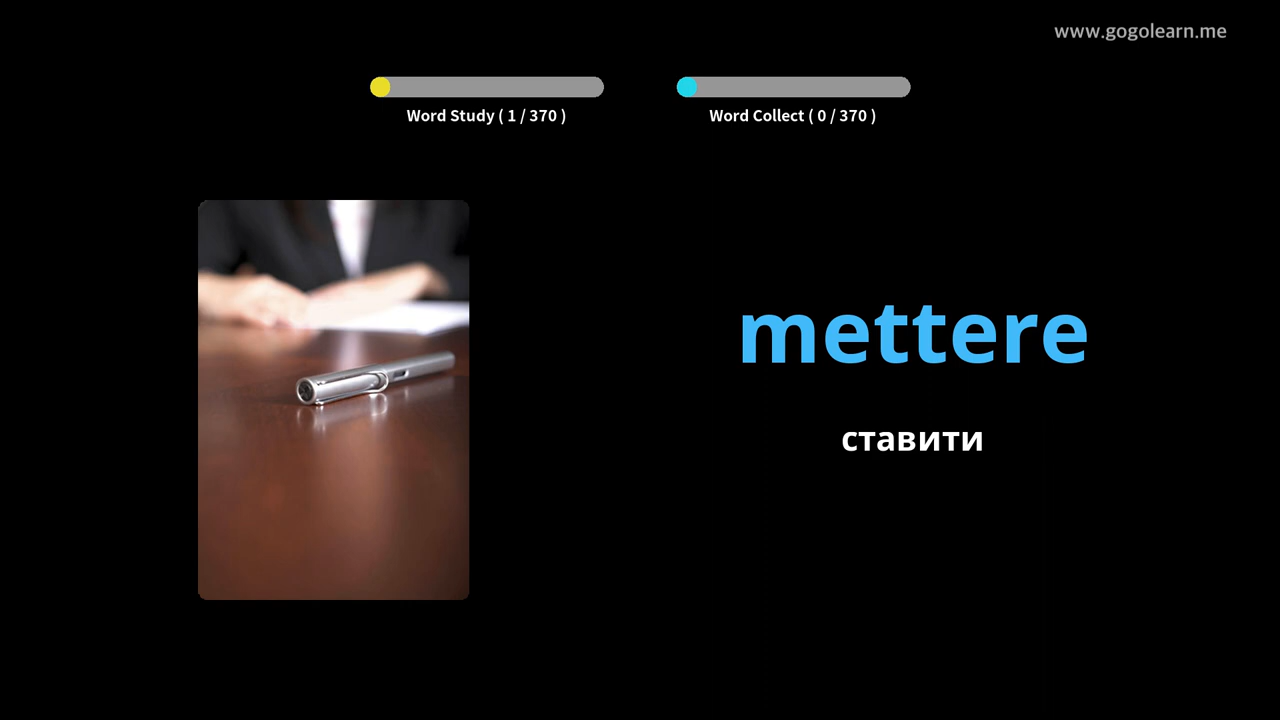 www.gogolearn.me
Word Study ( 1 / 370 )
Word Collect ( 0 / 370 )
mettere
ставити